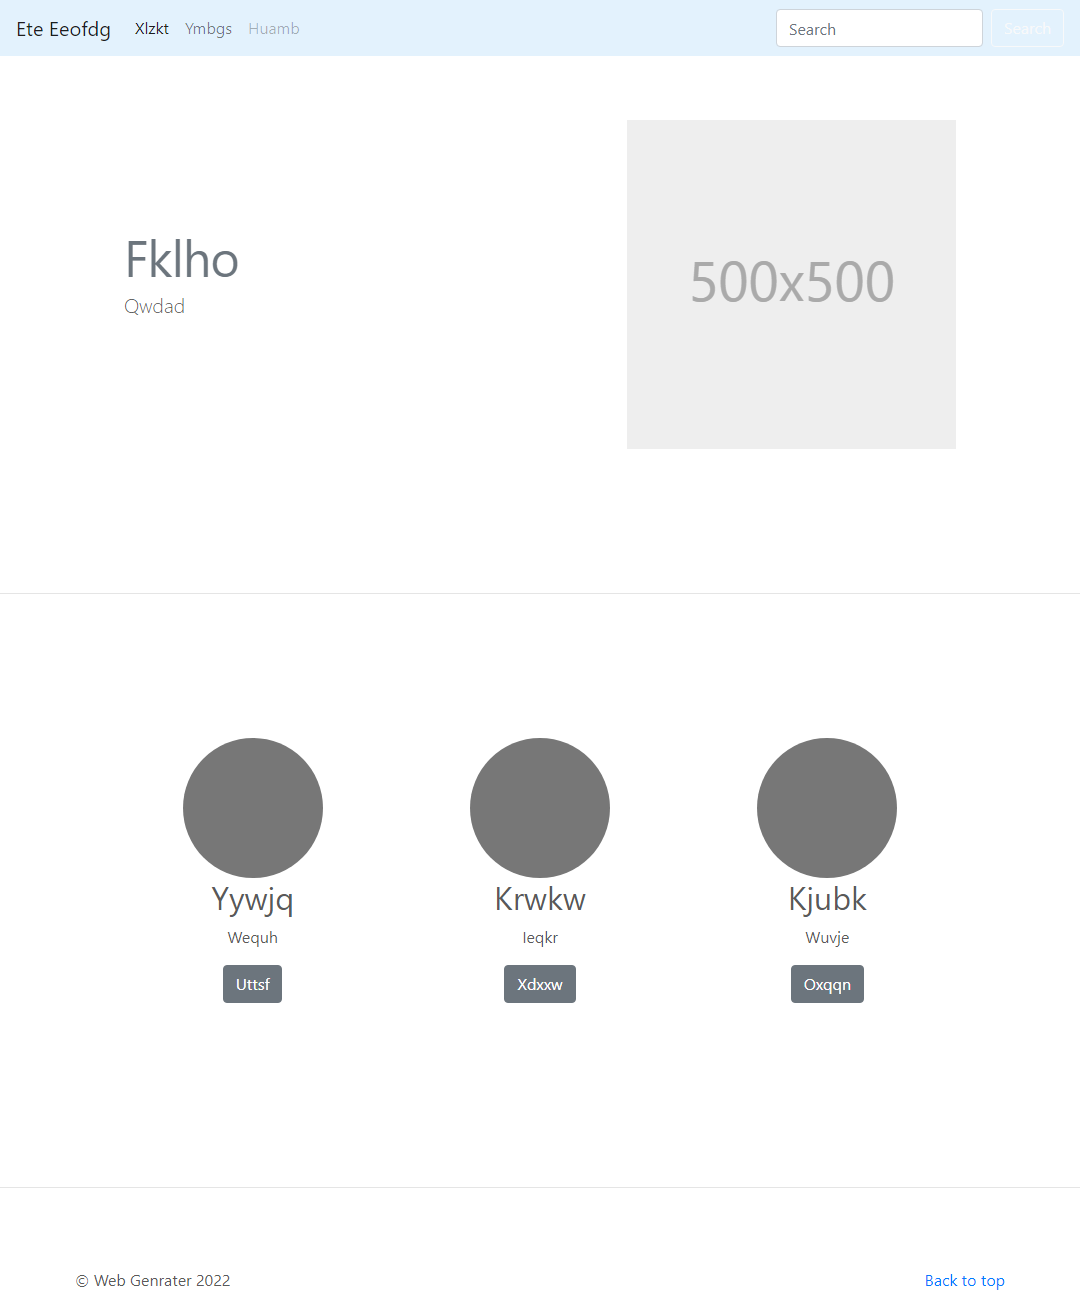 Ete Eeofdg Xlzkt Ymbgs Huamb Search Search
500x500
Fklho
Qwdad
Yywjq Krwkw Kjubk
Wequh Ieqkr Wuvje
Uttsf Xdxxw Oxqqn
© Web Genrater 2022 Back to top